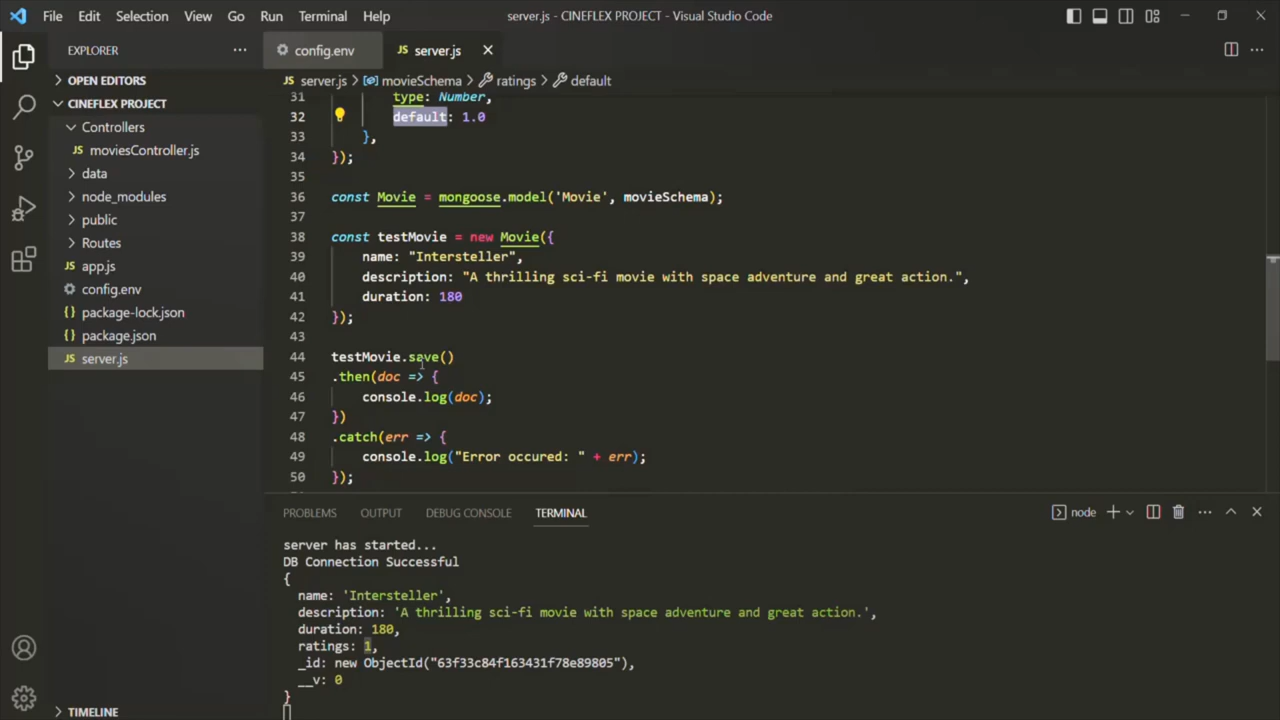 File Edit Selection View Go Run Terminal Help server.js - CINEFLEX PROJECT - Visual Studio Code
EXPLORER ... config.env JS server.js
OPEN EDITORS
JS server.js > movieSchema > ratings > default
CINEFLEX PROJECT
Controllers
JS moviesController.js
data
node_modules
public
Routes
JS app.js
config.env
{} package-lock.json
{} package.json
JS server.js
TIMELINE
31 type: Number,
32 default: 1.0
33 },
34 });
35
36 const Movie = mongoose.model('Movie', movieSchema);
37
38 const testMovie = new Movie({
39 name: "Intersteller",
40 description: "A thrilling sci-fi movie with space adventure and great action.",
41 duration: 180
42 });
43
44 testMovie.save()
45 .then(doc => {
46 console.log(doc);
47 })
48 .catch(err => {
49 console.log("Error occured: " + err);
50 });
PROBLEMS OUTPUT DEBUG CONSOLE TERMINAL node
server has started...
DB Connection Successful
{
name: 'Intersteller',
description: 'A thrilling sci-fi movie with space adventure and great action.',
duration: 180,
ratings: 1,
_id: new ObjectId("63f33c84f163431f78e89805"),
__v: 0
}